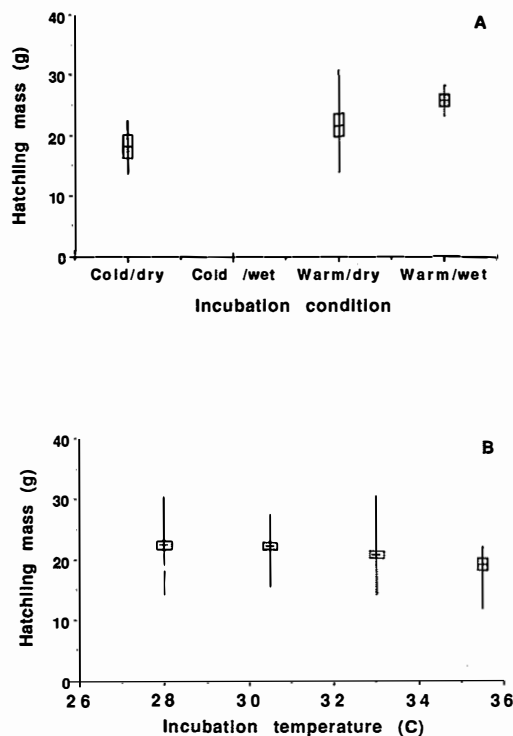 A
Hatchling mass (g)
40
30
20
10
0
Cold/dry Cold /wet Warm/dry Warm/wet
Incubation condition
B
Hatchling mass (g)
40
30
20
10
0
26 28 30 32 34 36
Incubation temperature (C)